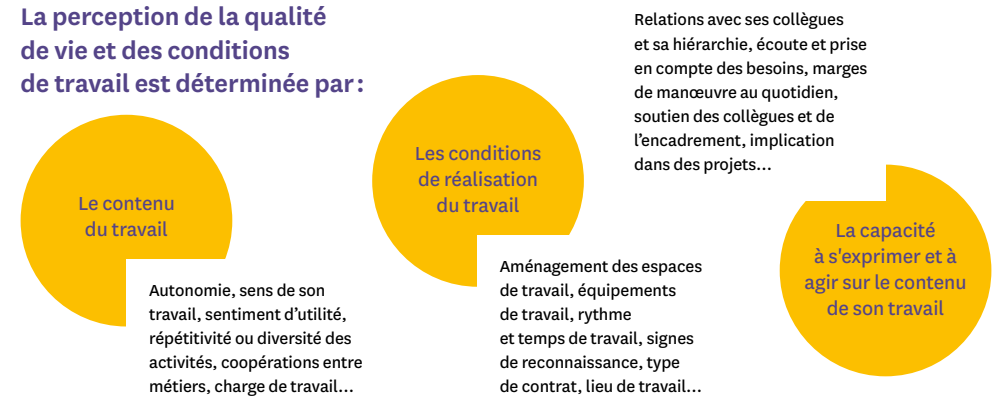 La perception de la qualité
de vie et des conditions
de travail est déterminée par :
Le contenu
du travail
Autonomie, sens de son
travail, sentiment d’utilité,
répétitivité ou diversité des
activités, coopérations entre
métiers, charge de travail…
Les conditions
de réalisation
du travail
Aménagement des espaces
de travail, équipements
de travail, rythme
et temps de travail, signes
de reconnaissance, type
de contrat, lieu de travail…
Relations avec ses collègues
et sa hiérarchie, écoute et prise
en compte des besoins, marges
de manœuvre au quotidien,
soutien des collègues et de
l’encadrement, implication
dans des projets…
La capacité
à s'exprimer et à
agir sur le contenu
de son travail